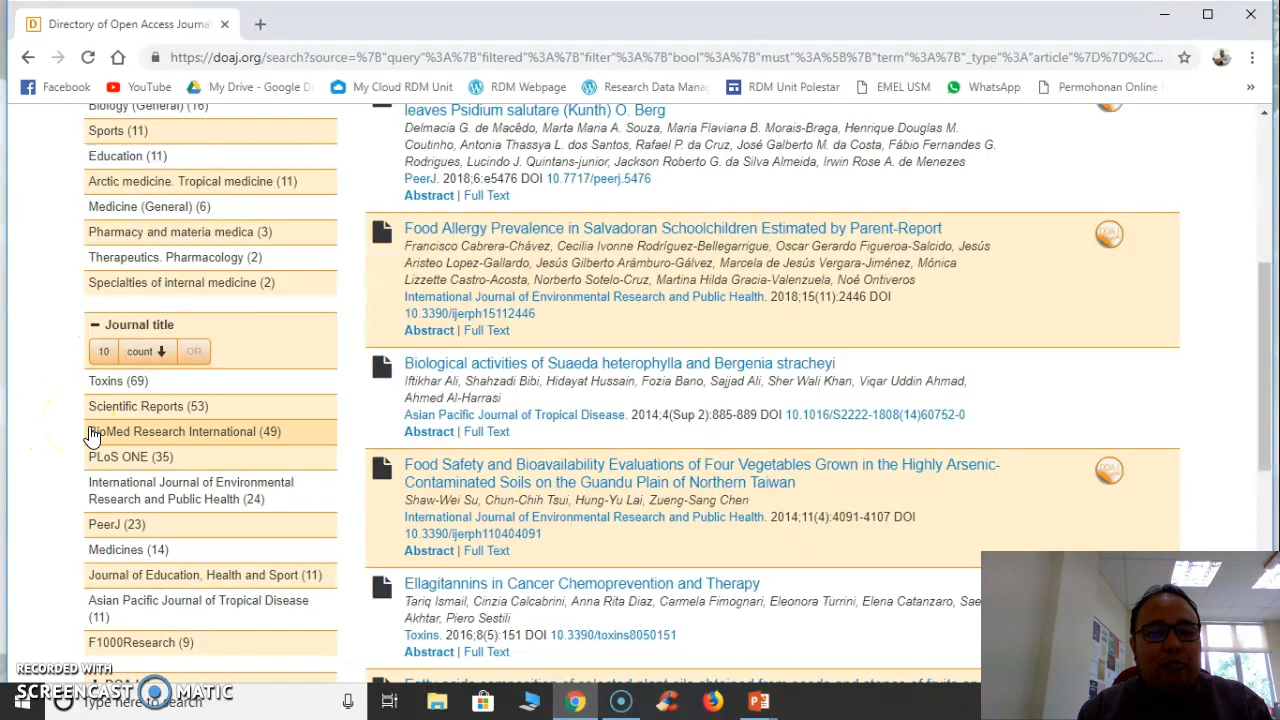 Directory of Open Access Journa
https://doaj.org/search?source=%7B"query"%3A%7B"filtered"%3A%7B"filter"%3A%7B"bool"%3A%7B"must"%3A%5B%7B"term"%3A%7B"_type"%3A"article"%7D%7D%2C...
Facebook
YouTube
My Drive - Google D
My Cloud RDM Unit
RDM Webpage
Research Data Mana
RDM Unit Polestar
EMEL USM
WhatsApp
Permohonan Online
»
Biology (General) (16)
Sports (11)
Education (11)
Arctic medicine. Tropical medicine (11)
Medicine (General) (6)
Pharmacy and materia medica (3)
Therapeutics. Pharmacology (2)
Specialties of internal medicine (2)
Journal title
10 count OR
Toxins (69)
Scientific Reports (53)
BioMed Research International (49)
PLoS ONE (35)
International Journal of Environmental
Research and Public Health (24)
PeerJ (23)
Medicines (14)
Journal of Education, Health and Sport (11)
Asian Pacific Journal of Tropical Disease
(11)
F1000Research (9)
leaves Psidium salutare (Kunth) O. Berg
Delmacia G. de Macêdo, Marta Maria A. Souza, Maria Flaviana B. Morais-Braga, Henrique Douglas M.
Coutinho, Antonia Thassya L. dos Santos, Rafael P. da Cruz, José Galberto M. da Costa, Fábio Fernandes G.
Rodrigues, Lucindo J. Quintans-junior, Jackson Roberto G. da Silva Almeida, Irwin Rose A. de Menezes
PeerJ. 2018;6:e5476 DOI 10.7717/peerj.5476
Abstract | Full Text
Food Allergy Prevalence in Salvadoran Schoolchildren Estimated by Parent-Report
Francisco Cabrera-Chávez, Cecilia Ivonne Rodríguez-Bellegarrigue, Oscar Gerardo Figueroa-Salcido, Jesús
Aristeo Lopez-Gallardo, Jesús Gilberto Arámburo-Gálvez, Marcela de Jesús Vergara-Jiménez, Mónica
Lizzette Castro-Acosta, Norberto Sotelo-Cruz, Martina Hilda Gracia-Valenzuela, Noé Ontiveros
International Journal of Environmental Research and Public Health. 2018;15(11):2446 DOI
10.3390/ijerph15112446
Abstract | Full Text
Biological activities of Suaeda heterophylla and Bergenia stracheyi
Iftikhar Ali, Shahzadi Bibi, Hidayat Hussain, Fozia Bano, Sajjad Ali, Sher Wali Khan, Viqar Uddin Ahmad,
Ahmed Al-Harrasi
Asian Pacific Journal of Tropical Disease. 2014;4(Sup 2):885-889 DOI 10.1016/S2222-1808(14)60752-0
Abstract | Full Text
Food Safety and Bioavailability Evaluations of Four Vegetables Grown in the Highly Arsenic-
Contaminated Soils on the Guandu Plain of Northern Taiwan
Shaw-Wei Su, Chun-Chih Tsui, Hung-Yu Lai, Zueng-Sang Chen
International Journal of Environmental Research and Public Health. 2014;11(4):4091-4107 DOI
10.3390/ijerph110404091
Abstract | Full Text
Ellagitannins in Cancer Chemoprevention and Therapy
Tariq Ismail, Cinzia Calcabrini, Anna Rita Diaz, Carmela Fimognari, Eleonora Turrini, Elena Catanzaro, Sae
Akhtar, Piero Sestili
Toxins. 2016;8(5):151 DOI 10.3390/toxins8050151
Abstract | Full Text
RECORDED WITH
SCREENCAST MATIC
Type here to search